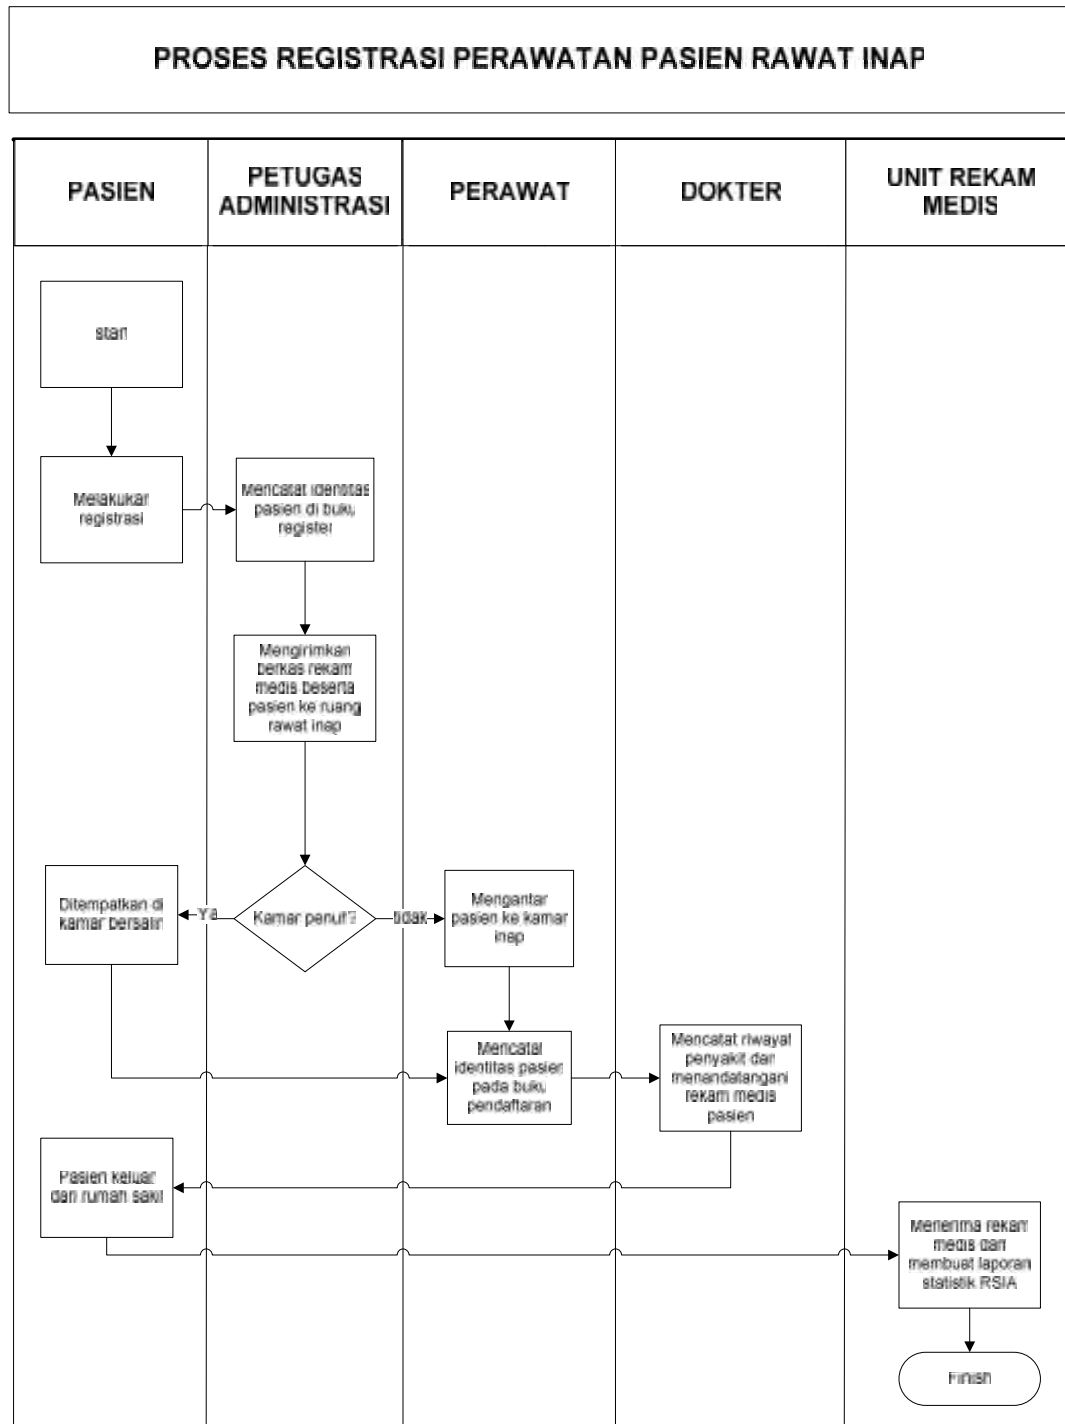 PROSES REGISTRASI PERAWATAN PASIEN RAWAT INAP
PASIEN
PETUGAS
ADMINISTRASI
PERAWAT
DOKTER
UNIT REKAM
MEDIS
start
Melakukan
registrasi
Mencatat identitas
pasien di buku
register
Mengirimkan
berkas rekam
medis beserta
pasien ke ruang
rawat inap
Ditempatkan di
kamar bersalin
Ya
Kamar penuh?
tidak
Mengantar
pasien ke kamar
inap
Mencatat
identitas pasien
pada buku
pendaftaran
Mencatat riwayat
penyakit dan
menandatangani
rekam medis
pasien
Pasien keluar
dari rumah sakit
Menerima rekam
medis dan
membuat laporan
statistik RSIA
Finish